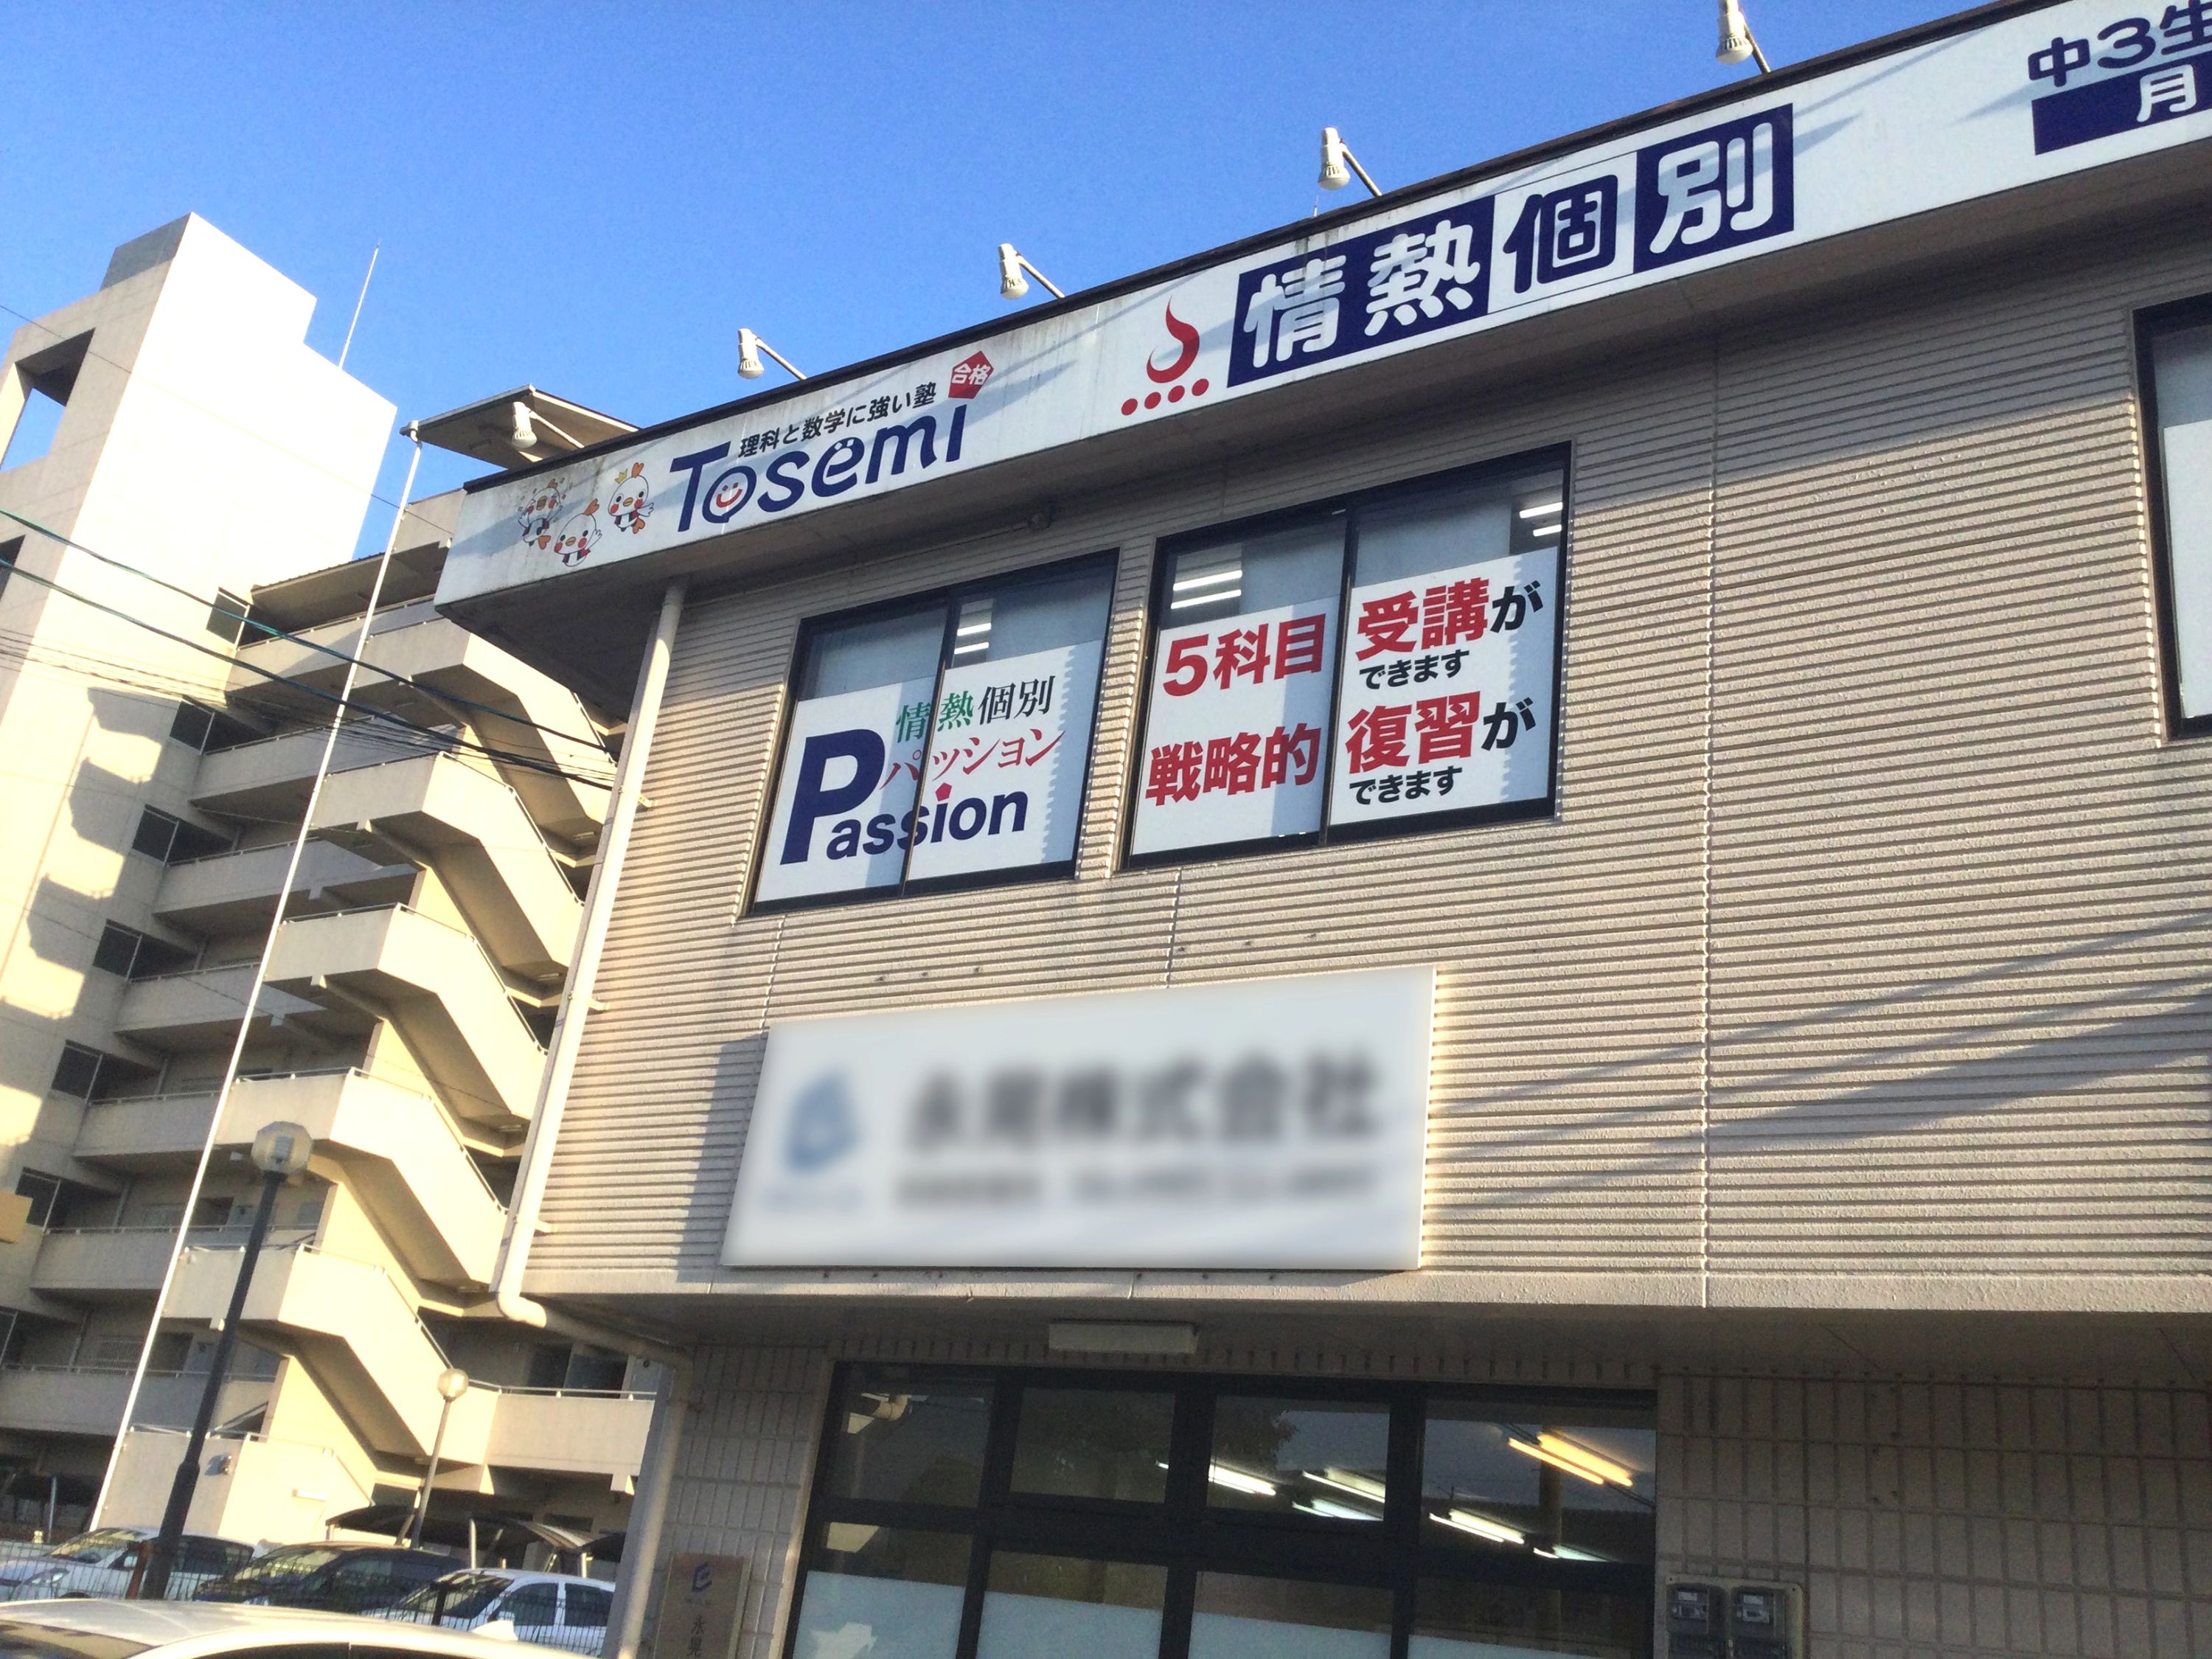 中3生
月
情熱個別
合格
理科と数学に強い塾
Tosemi
情熱個別
パッション
Passion
5科目 受講が
できます
戦略的 復習が
できます